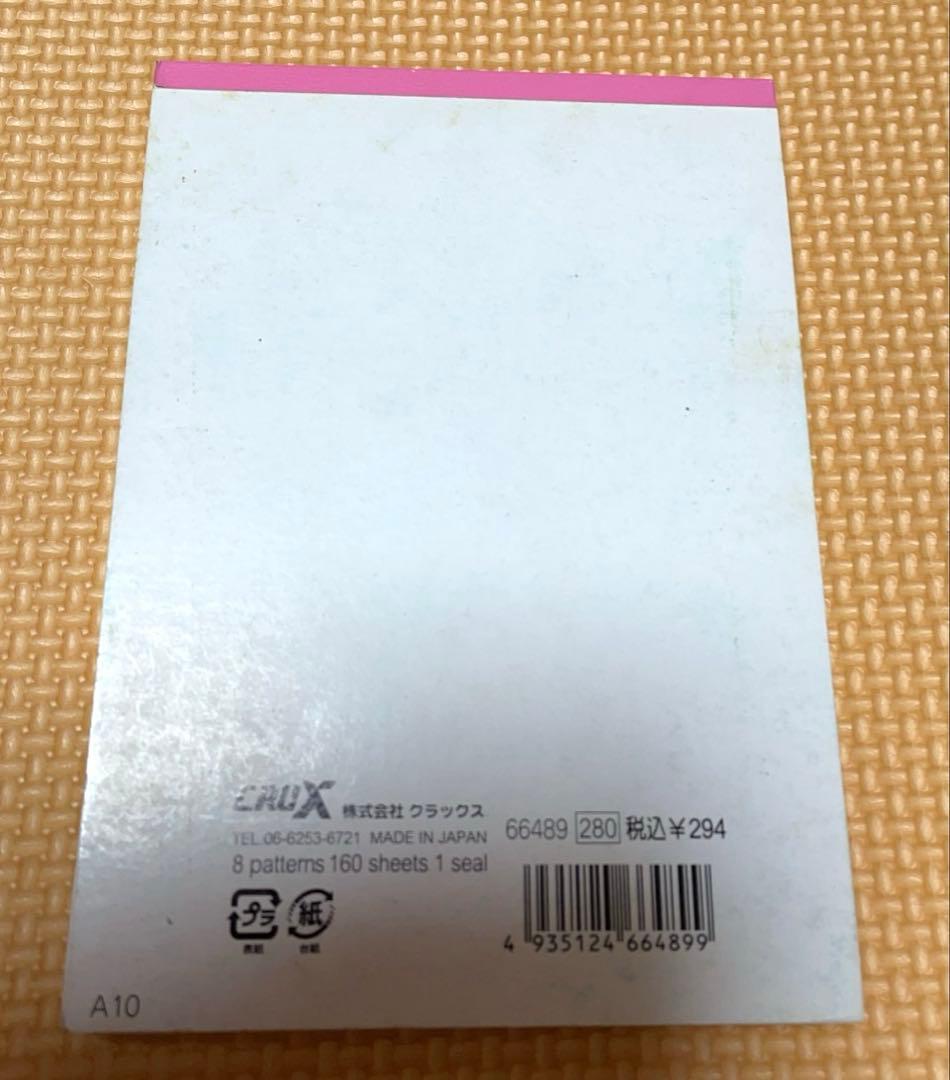 CRUX 株式会社 クラックス
TEL.06-6253-6721 MADE IN JAPAN
8 patterns 160 sheets 1 seal
66489 280 税込¥294
プラ 紙
表紙 台紙
4 935124 664899
A10